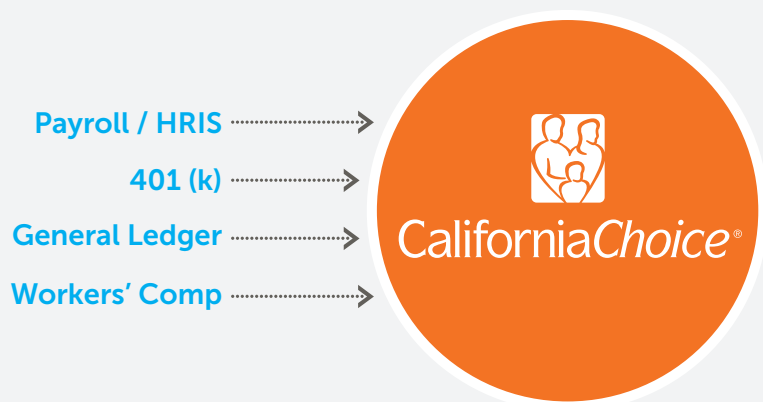 Payroll / HRIS
401 (k)
General Ledger
Workers’ Comp
CaliforniaChoice®